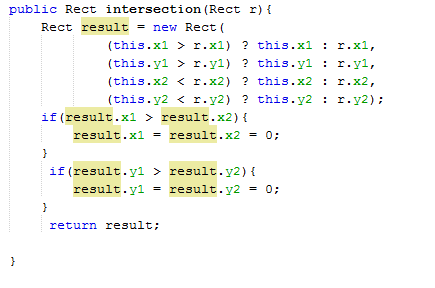 public Rect intersection(Rect r){
    Rect result = new Rect(
            (this.x1 > r.x1) ? this.x1 : r.x1,
            (this.y1 > r.y1) ? this.y1 : r.y1,
            (this.x2 < r.x2) ? this.x2 : r.x2,
            (this.y2 < r.y2) ? this.y2 : r.y2);
    if(result.x1 > result.x2){
        result.x1 = result.x2 = 0;
    }
     if(result.y1 > result.y2){
        result.y1 = result.y2 = 0;
    }
     return result;
}